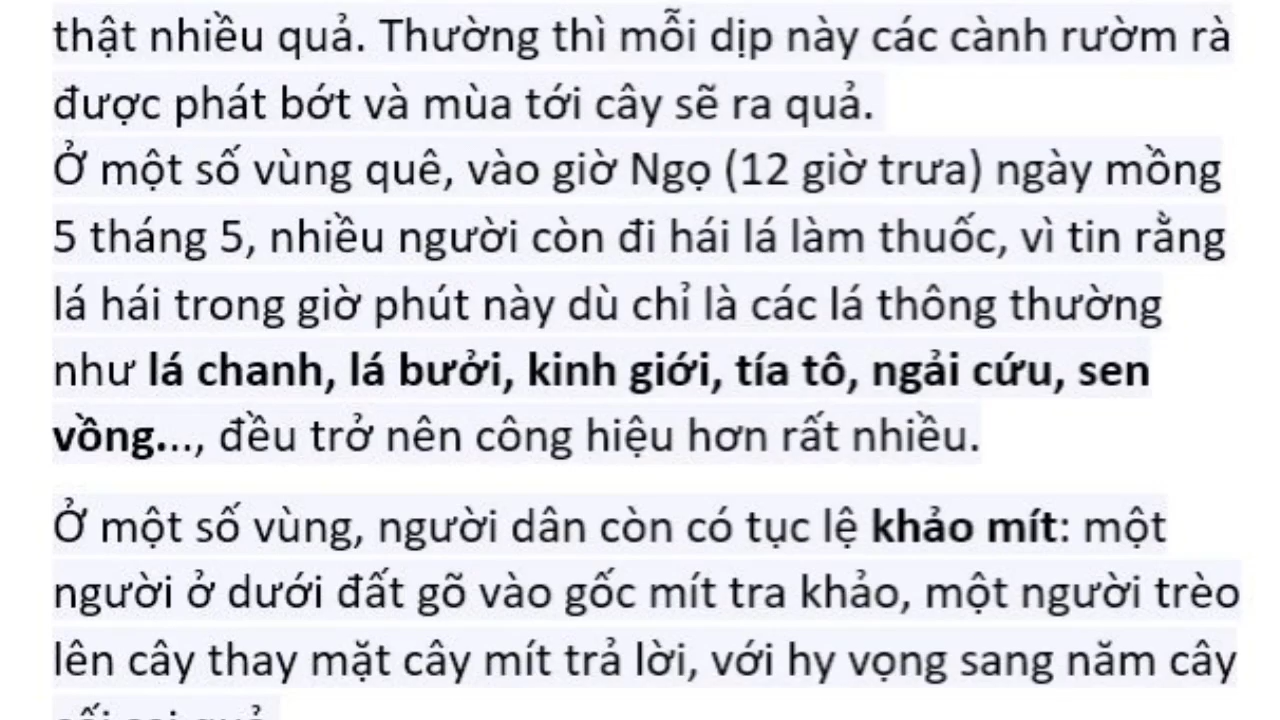 thật nhiều quả. Thường thì mỗi dịp này các cành rườm rà
được phát bớt và mùa tới cây sẽ ra quả.
Ở một số vùng quê, vào giờ Ngọ (12 giờ trưa) ngày mồng
5 tháng 5, nhiều người còn đi hái lá làm thuốc, vì tin rằng
lá hái trong giờ phút này dù chỉ là các lá thông thường
như lá chanh, lá bưởi, kinh giới, tía tô, ngải cứu, sen
vồng..., đều trở nên công hiệu hơn rất nhiều.
Ở một số vùng, người dân còn có tục lệ khảo mít: một
người ở dưới đất gõ vào gốc mít tra khảo, một người trèo
lên cây thay mặt cây mít trả lời, với hy vọng sang năm cây